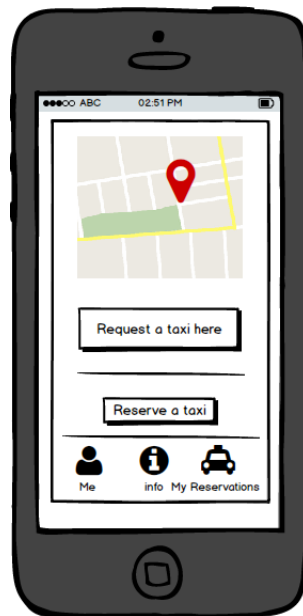 ABC 02:51 PM
Request a taxi here
Reserve a taxi
Me info My Reservations